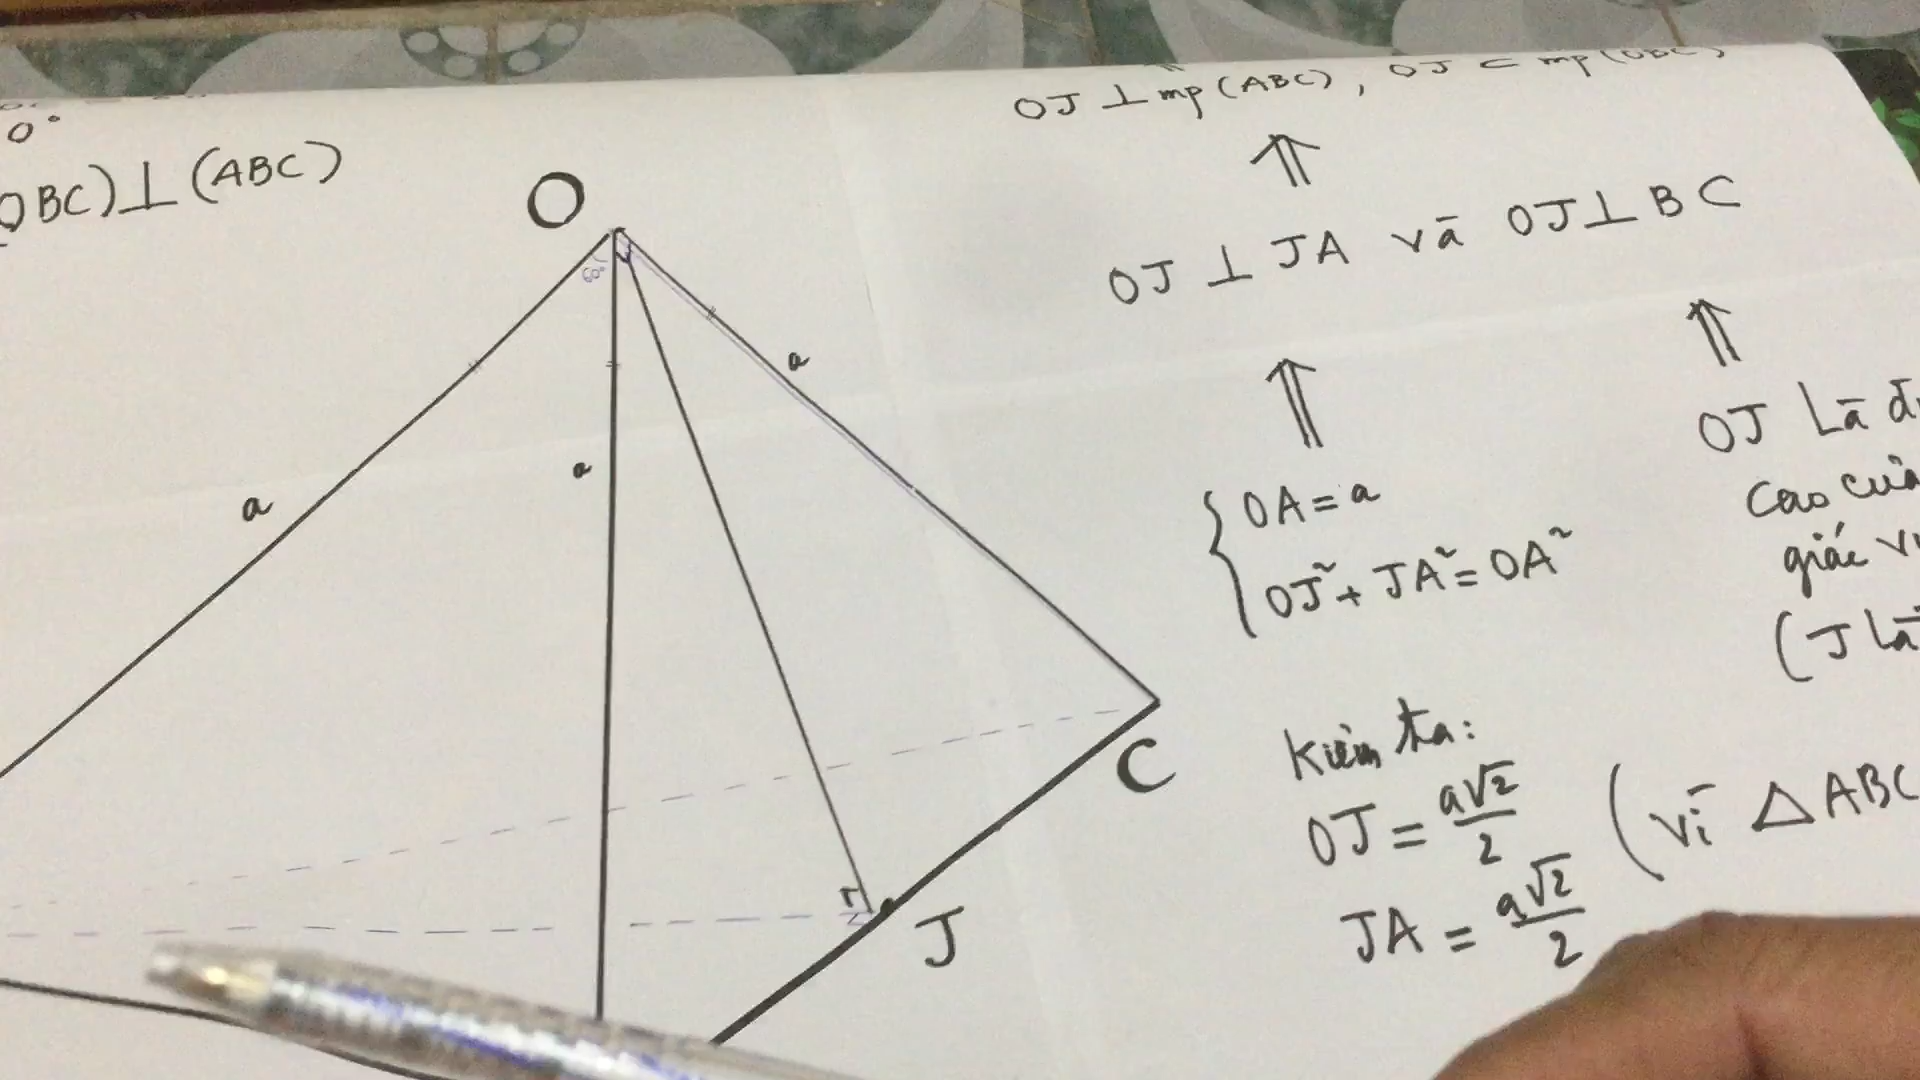 0°
OBC)⊥(ABC)
O
60°
a
a
a
C
J
OJ ⊥ mp(ABC), OJ ⊂ mp(OBC)
⇑
OJ ⊥ JA và OJ ⊥ BC
⇑ ⇑
{ OA = a
OJ² + JA² = OA²
OJ Là
cao của
giác
(J Là
Kiểm tra:
OJ = a√2/2 (vì △ABC
JA = a√2/2